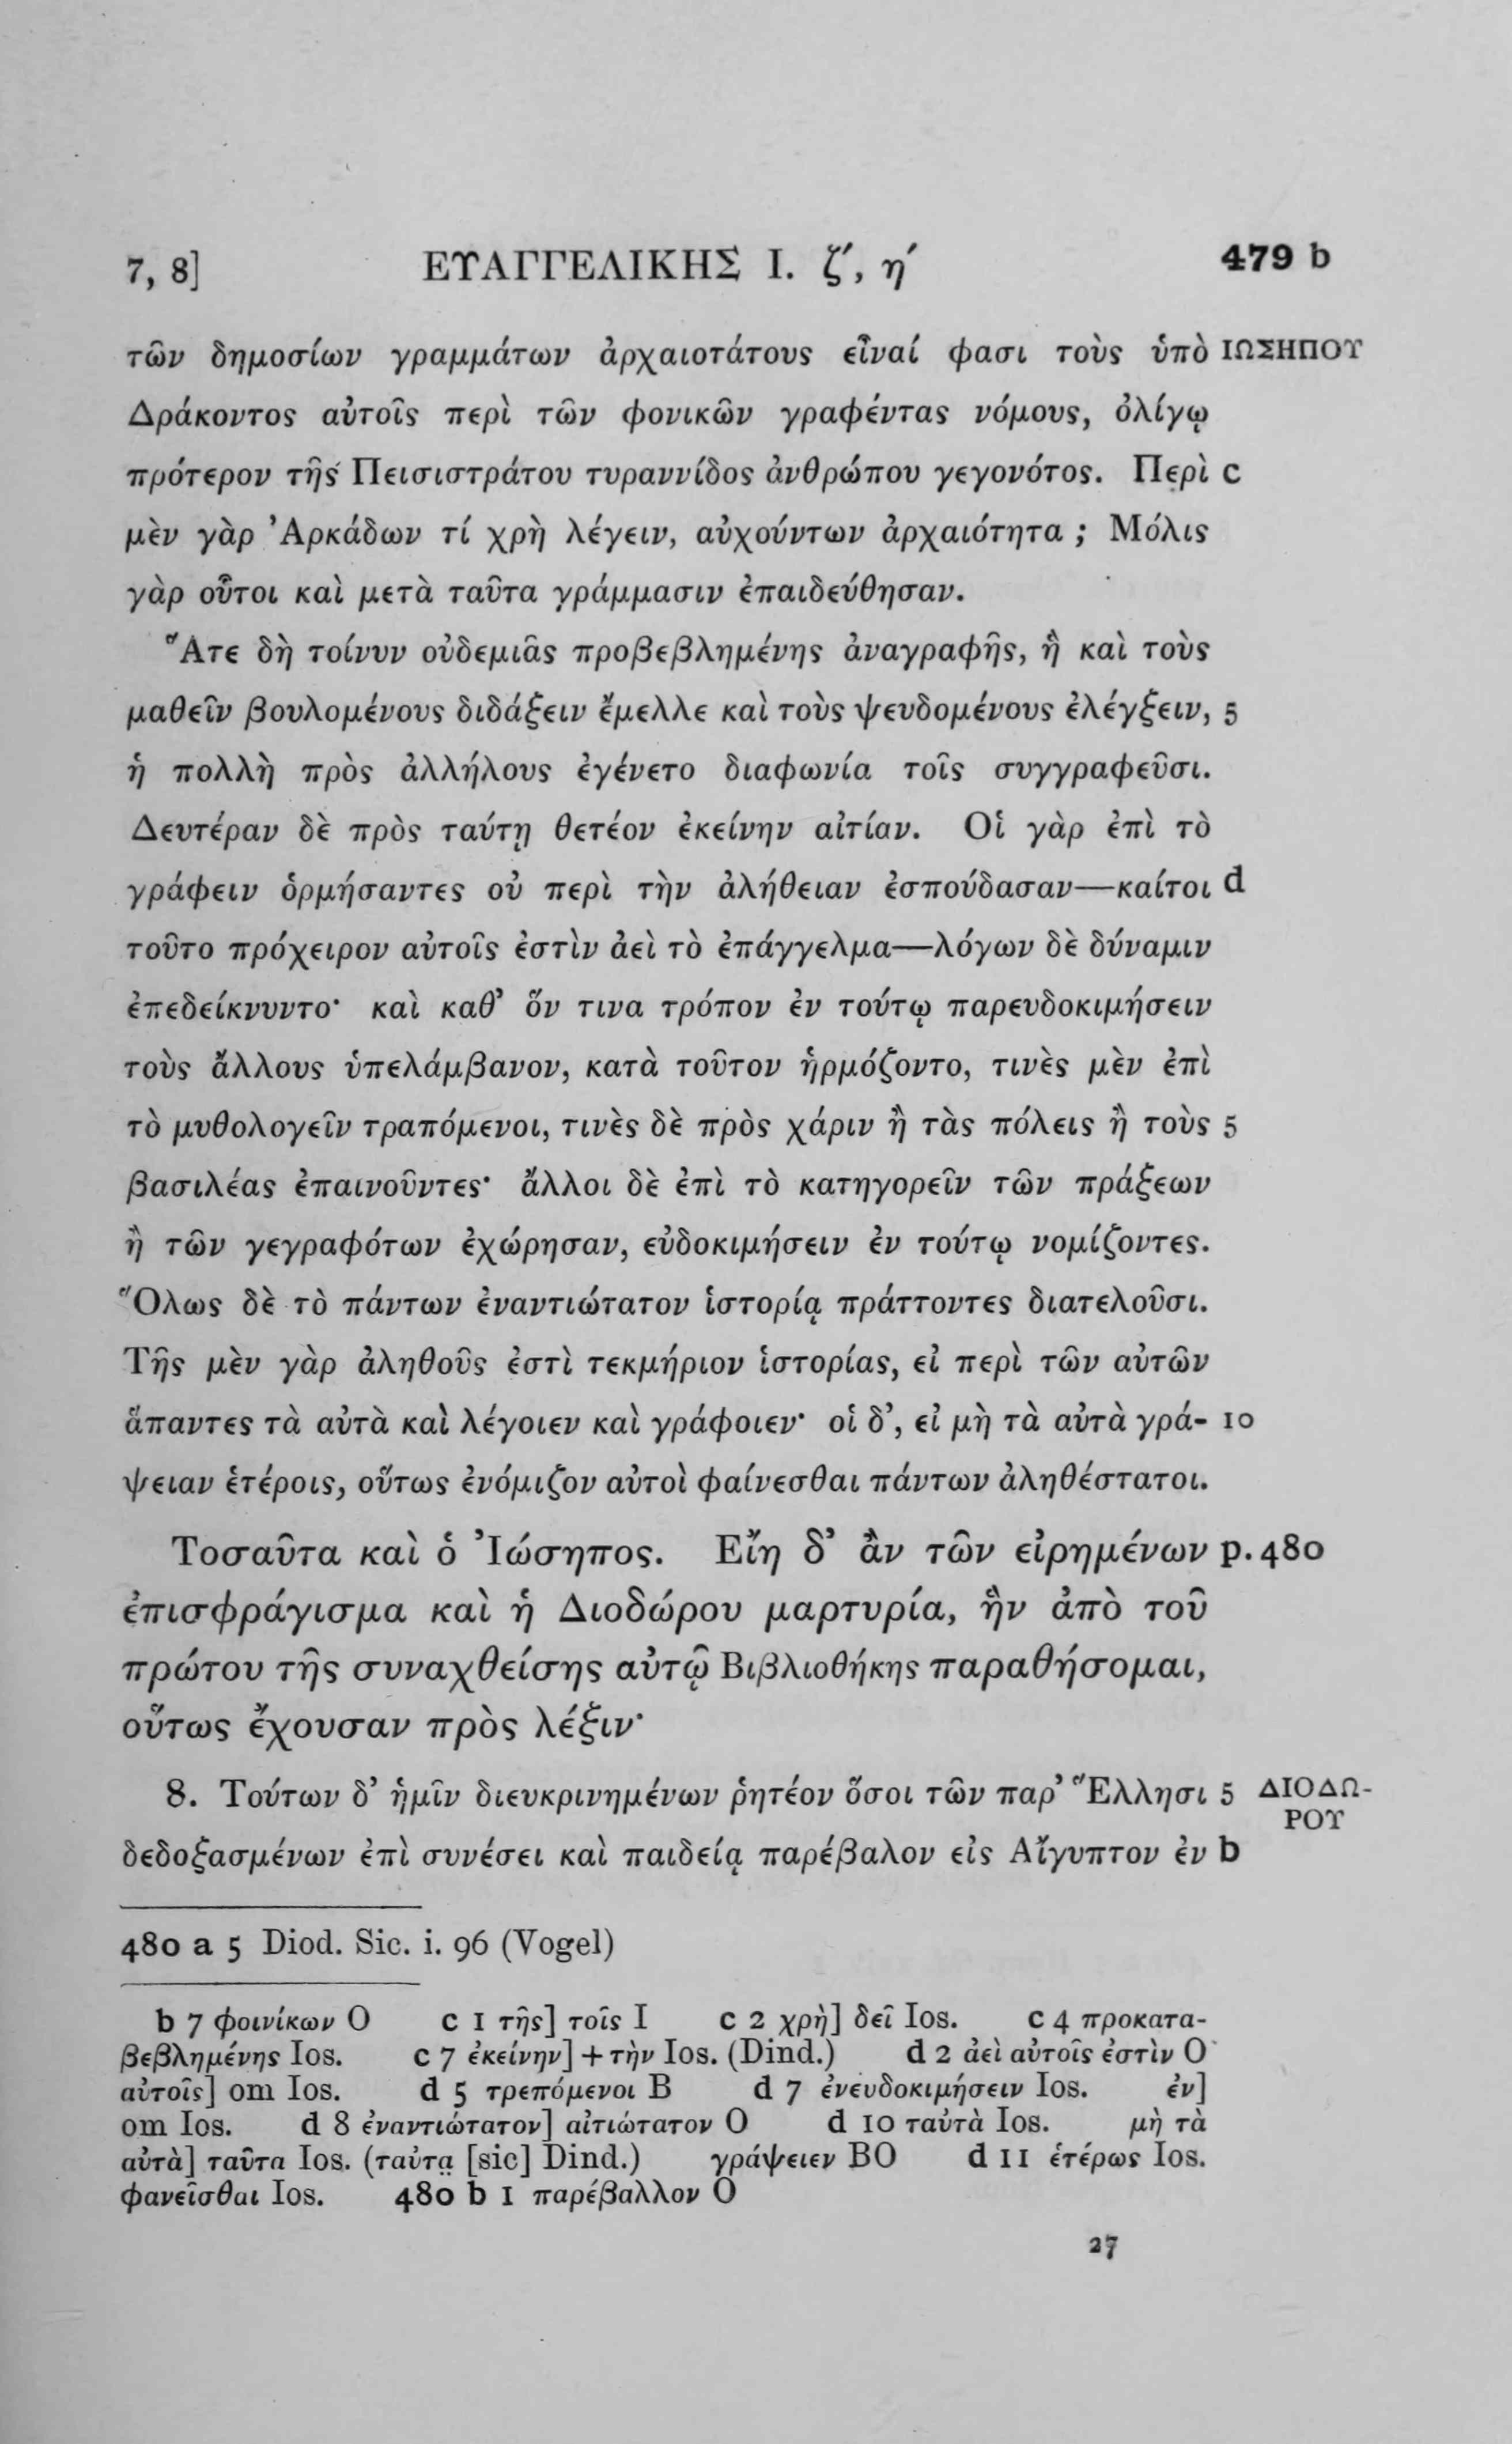 7, 8] ΕΥΑΓΓΕΛΙΚΗΣ Ι. ζ΄, η΄ 479 b
τῶν δημοσίων γραμμάτων ἀρχαιοτάτους εἶναί φασι τοὺς ὑπὸ ΙΩΣΗΠΟΥ
Δράκοντος αὐτοῖς περὶ τῶν φονικῶν γραφέντας νόμους, ὀλίγῳ
πρότερον τῆς Πεισιστράτου τυραννίδος ἀνθρώπου γεγονότος. Περὶ c
μὲν γὰρ Ἀρκάδων τί χρὴ λέγειν, αὐχούντων ἀρχαιότητα ; Μόλις
γὰρ οὗτοι καὶ μετὰ ταῦτα γράμμασιν ἐπαιδεύθησαν.
Ἅτε δὴ τοίνυν οὐδεμιᾶς προβεβλημένης ἀναγραφῆς, ἣ καὶ τοὺς
μαθεῖν βουλομένους διδάξειν ἔμελλε καὶ τοὺς ψευδομένους ἐλέγξειν, 5
ἡ πολλὴ πρὸς ἀλλήλους ἐγένετο διαφωνία τοῖς συγγραφεῦσι.
Δευτέραν δὲ πρὸς ταύτῃ θετέον ἐκείνην αἰτίαν. Οἱ γὰρ ἐπὶ τὸ
γράφειν ὁρμήσαντες οὐ περὶ τὴν ἀλήθειαν ἐσπούδασαν—καίτοι d
τοῦτο πρόχειρον αὐτοῖς ἐστὶν ἀεὶ τὸ ἐπάγγελμα—λόγων δὲ δύναμιν
ἐπεδείκνυντο· καὶ καθ’ ὅν τινα τρόπον ἐν τούτῳ παρευδοκιμήσειν
τοὺς ἄλλους ὑπελάμβανον, κατὰ τοῦτον ἡρμόζοντο, τινὲς μὲν ἐπὶ
τὸ μυθολογεῖν τραπόμενοι, τινὲς δὲ πρὸς χάριν ἢ τὰς πόλεις ἢ τοὺς 5
βασιλέας ἐπαινοῦντες· ἄλλοι δὲ ἐπὶ τὸ κατηγορεῖν τῶν πράξεων
ἢ τῶν γεγραφότων ἐχώρησαν, εὐδοκιμήσειν ἐν τούτῳ νομίζοντες.
Ὅλως δὲ τὸ πάντων ἐναντιώτατον ἱστορίᾳ πράττοντες διατελοῦσι.
Τῆς μὲν γὰρ ἀληθοῦς ἐστὶ τεκμήριον ἱστορίας, εἰ περὶ τῶν αὐτῶν
ἅπαντες τὰ αὐτὰ καὶ λέγοιεν καὶ γράφοιεν· οἱ δ’, εἰ μὴ τὰ αὐτὰ γρά- 10
ψειαν ἑτέροις, οὕτως ἐνόμιζον αὐτοὶ φαίνεσθαι πάντων ἀληθέστατοι.
Τοσαῦτα καὶ ὁ Ἰώσηπος. Εἴη δ’ ἂν τῶν εἰρημένων p. 480
ἐπισφράγισμα καὶ ἡ Διοδώρου μαρτυρία, ἣν ἀπὸ τοῦ
πρώτου τῆς συναχθείσης αὐτῷ Βιβλιοθήκης παραθήσομαι,
οὕτως ἔχουσαν πρὸς λέξιν·
8. Τούτων δ’ ἡμῖν διευκρινημένων ῥητέον ὅσοι τῶν παρ’ Ἕλλησι 5 ΔΙΟΔΩ-
ΡΟΥ
δεδοξασμένων ἐπὶ συνέσει καὶ παιδείᾳ παρέβαλον εἰς Αἴγυπτον ἐν b
480 a 5 Diod. Sic. i. 96 (Vogel)
b 7 φοινίκων O c 1 τῆς] τοῖς I c 2 χρὴ] δεῖ Ios. c 4 προκατα-
βεβλημένης Ios. c 7 ἐκείνην] + τὴν Ios. (Dind.) d 2 ἀεὶ αὐτοῖς ἐστὶν O
αὐτοῖς] om Ios. d 5 τρεπόμενοι B d 7 ἐνευδοκιμήσειν Ios. ἐν]
om Ios. d 8 ἐναντιώτατον] αἰτιώτατον O d 10 ταὐτὰ Ios. μὴ τὰ
αὐτὰ] ταῦτα Ios. (ταύτᾳ [sic] Dind.) γράψειεν BO d 11 ἑτέρως Ios.
φανεῖσθαι Ios. 480 b 1 παρέβαλλον O
27